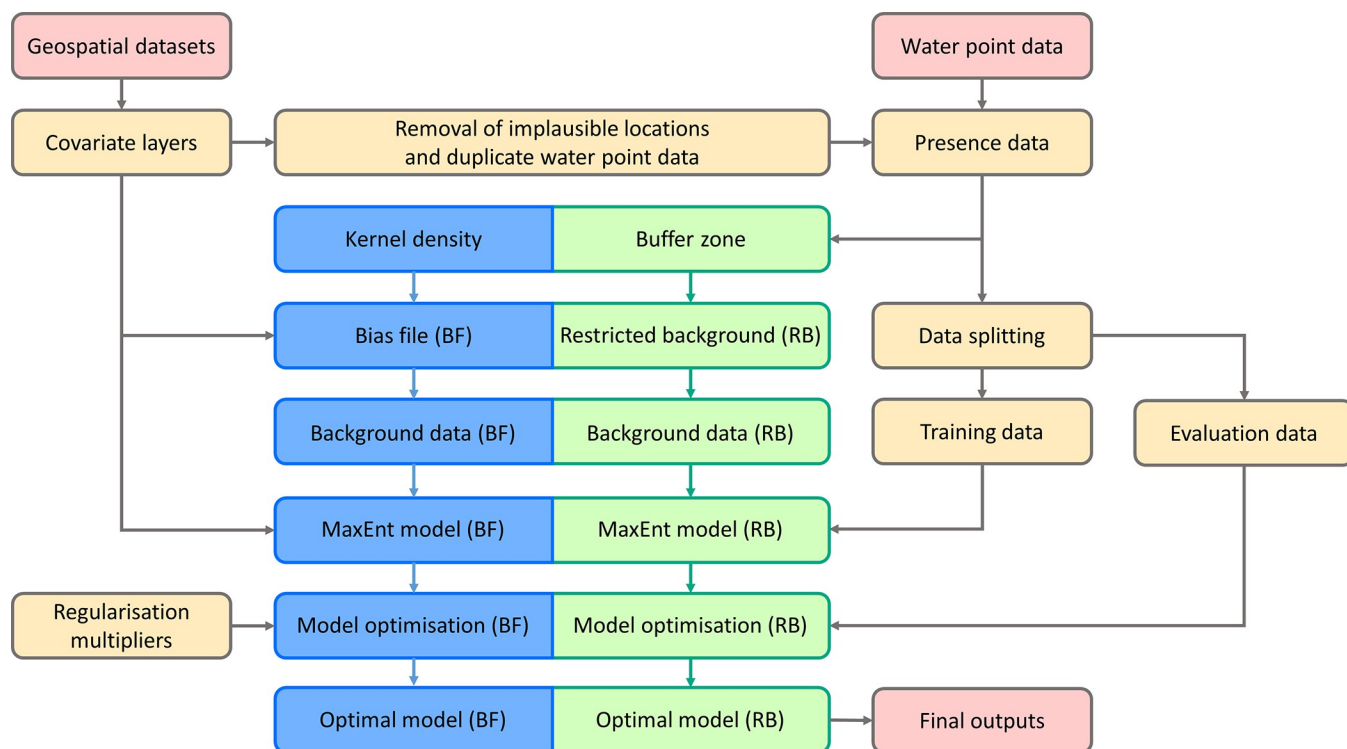 Geospatial datasets
Water point data
Covariate layers
Removal of implausible locations
and duplicate water point data
Presence data
Kernel density
Buffer zone
Bias file (BF)
Restricted background (RB)
Data splitting
Background data (BF)
Background data (RB)
Training data
Evaluation data
MaxEnt model (BF)
MaxEnt model (RB)
Regularisation
multipliers
Model optimisation (BF)
Model optimisation (RB)
Optimal model (BF)
Optimal model (RB)
Final outputs